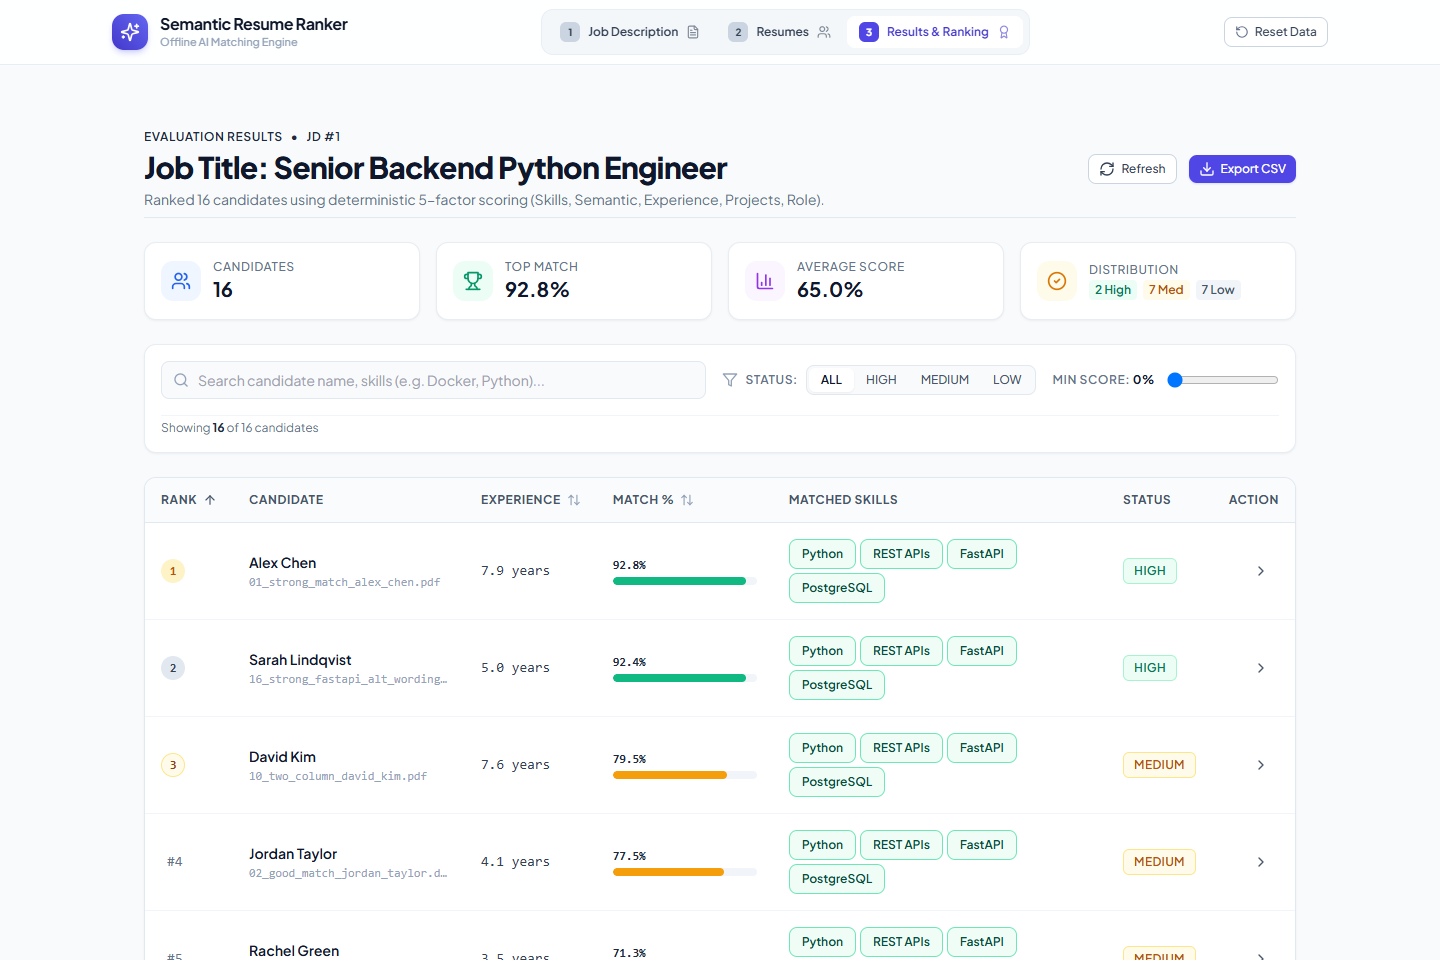 Semantic Resume Ranker
Offline AI Matching Engine
1 Job Description
2 Resumes
3 Results & Ranking
Reset Data
EVALUATION RESULTS • JD #1
Job Title: Senior Backend Python Engineer
Refresh
Export CSV
Ranked 16 candidates using deterministic 5-factor scoring (Skills, Semantic, Experience, Projects, Role).
CANDIDATES
16
TOP MATCH
92.8%
AVERAGE SCORE
65.0%
DISTRIBUTION
2 High 7 Med 7 Low
Search candidate name, skills (e.g. Docker, Python)...
STATUS: ALL HIGH MEDIUM LOW
MIN SCORE: 0%
Showing 16 of 16 candidates
RANK CANDIDATE EXPERIENCE MATCH % MATCHED SKILLS STATUS ACTION
1
Alex Chen
01_strong_match_alex_chen.pdf
7.9 years
92.8%
Python REST APIs FastAPI
PostgreSQL
HIGH
2
Sarah Lindqvist
16_strong_fastapi_alt_wording…
5.0 years
92.4%
Python REST APIs FastAPI
PostgreSQL
HIGH
3
David Kim
10_two_column_david_kim.pdf
7.6 years
79.5%
Python REST APIs FastAPI
PostgreSQL
MEDIUM
#4
Jordan Taylor
02_good_match_jordan_taylor.d…
4.1 years
77.5%
Python REST APIs FastAPI
PostgreSQL
MEDIUM
#5
Rachel Green
3.5 years
71.3%
Python REST APIs FastAPI
MEDIUM